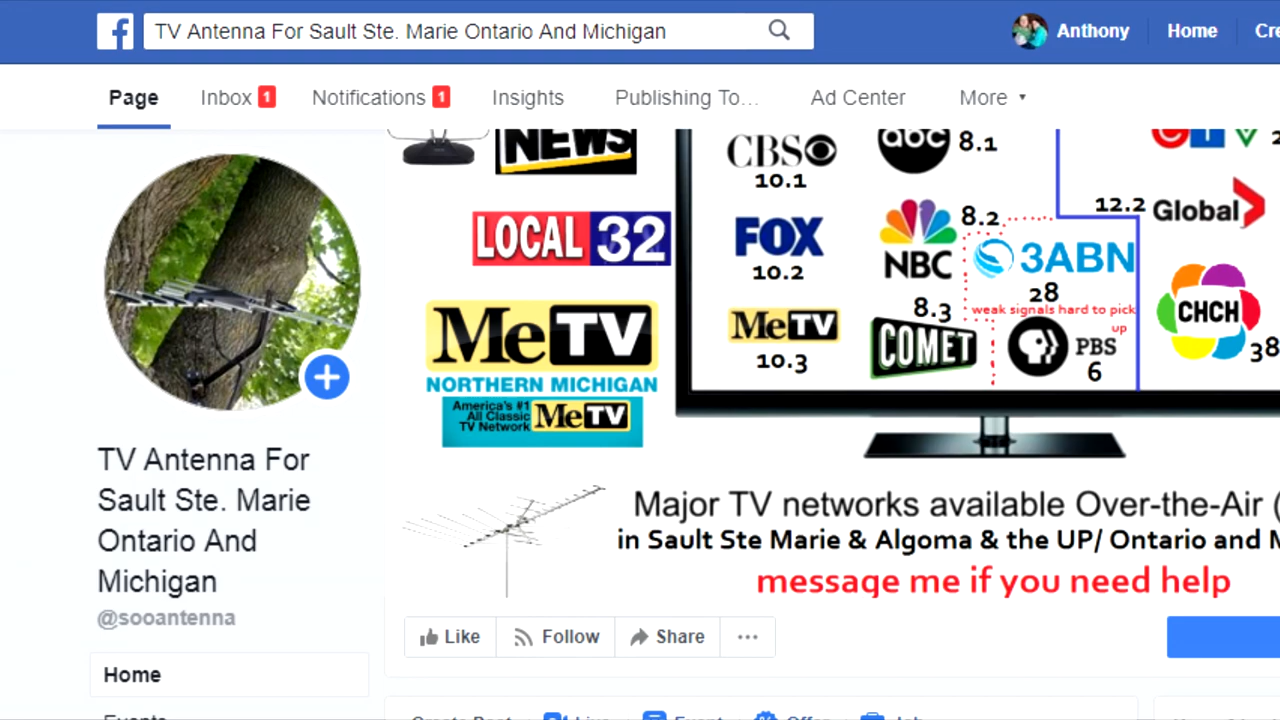 f TV Antenna For Sault Ste. Marie Ontario And Michigan
Anthony Home
Page Inbox 1 Notifications 1 Insights Publishing To... Ad Center More
NEWS
LOCAL 32
MeTV
NORTHERN MICHIGAN
America's #1
All Classic
TV Network
MeTV
CBS
10.1
abc 8.1
FOX
10.2
8.2
NBC
12.2 Global
3ABN
28
weak signals hard to pick
up
MeTV
10.3
8.3
COMET
PBS
6
CHCH
38
TV Antenna For
Sault Ste. Marie
Ontario And
Michigan
@sooantenna
Major TV networks available Over-the-Air (
in Sault Ste Marie & Algoma & the UP/ Ontario and M
message me if you need help
Like Follow Share ...
Home